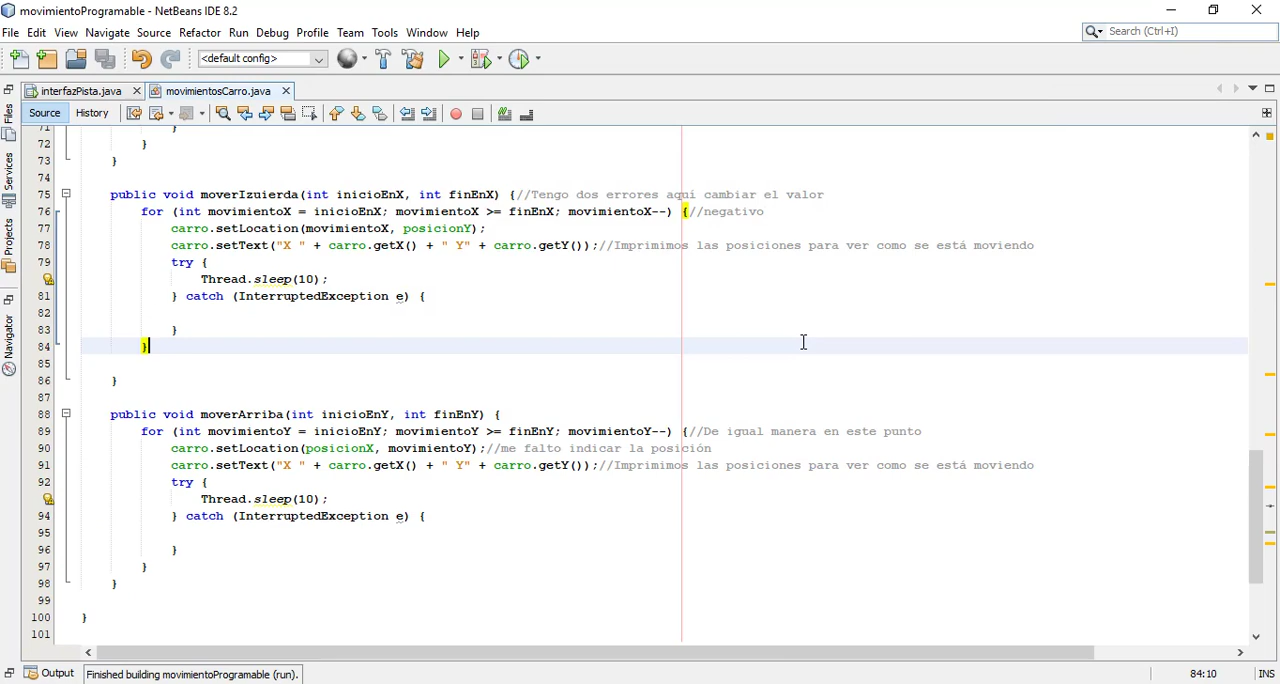 movimientoProgramable - NetBeans IDE 8.2
File Edit View Navigate Source Refactor Run Debug Profile Team Tools Window Help
Search (Ctrl+I)
<default config>
interfazPista.java movimientosCarro.java
Source History
Files
Services
Projects
Navigator
71 }
72 }
73 }
74
75 public void moverIzuierda(int inicioEnX, int finEnX) {//Tengo dos errores aquí cambiar el valor
76 for (int movimientoX = inicioEnX; movimientoX >= finEnX; movimientoX--) {//negativo
77 carro.setLocation(movimientoX, posicionY);
78 carro.setText("X " + carro.getX() + " Y" + carro.getY());//Imprimimos las posiciones para ver como se está moviendo
79 try {
Thread.sleep(10);
81 } catch (InterruptedException e) {
82
83 }
84 }
85
86 }
87
88 public void moverArriba(int inicioEnY, int finEnY) {
89 for (int movimientoY = inicioEnY; movimientoY >= finEnY; movimientoY--) {//De igual manera en este punto
90 carro.setLocation(posicionX, movimientoY);//me falto indicar la posición
91 carro.setText("X " + carro.getX() + " Y" + carro.getY());//Imprimimos las posiciones para ver como se está moviendo
92 try {
Thread.sleep(10);
94 } catch (InterruptedException e) {
95
96 }
97 }
98 }
99
100 }
101
Output Finished building movimientoProgramable (run). 84:10 INS